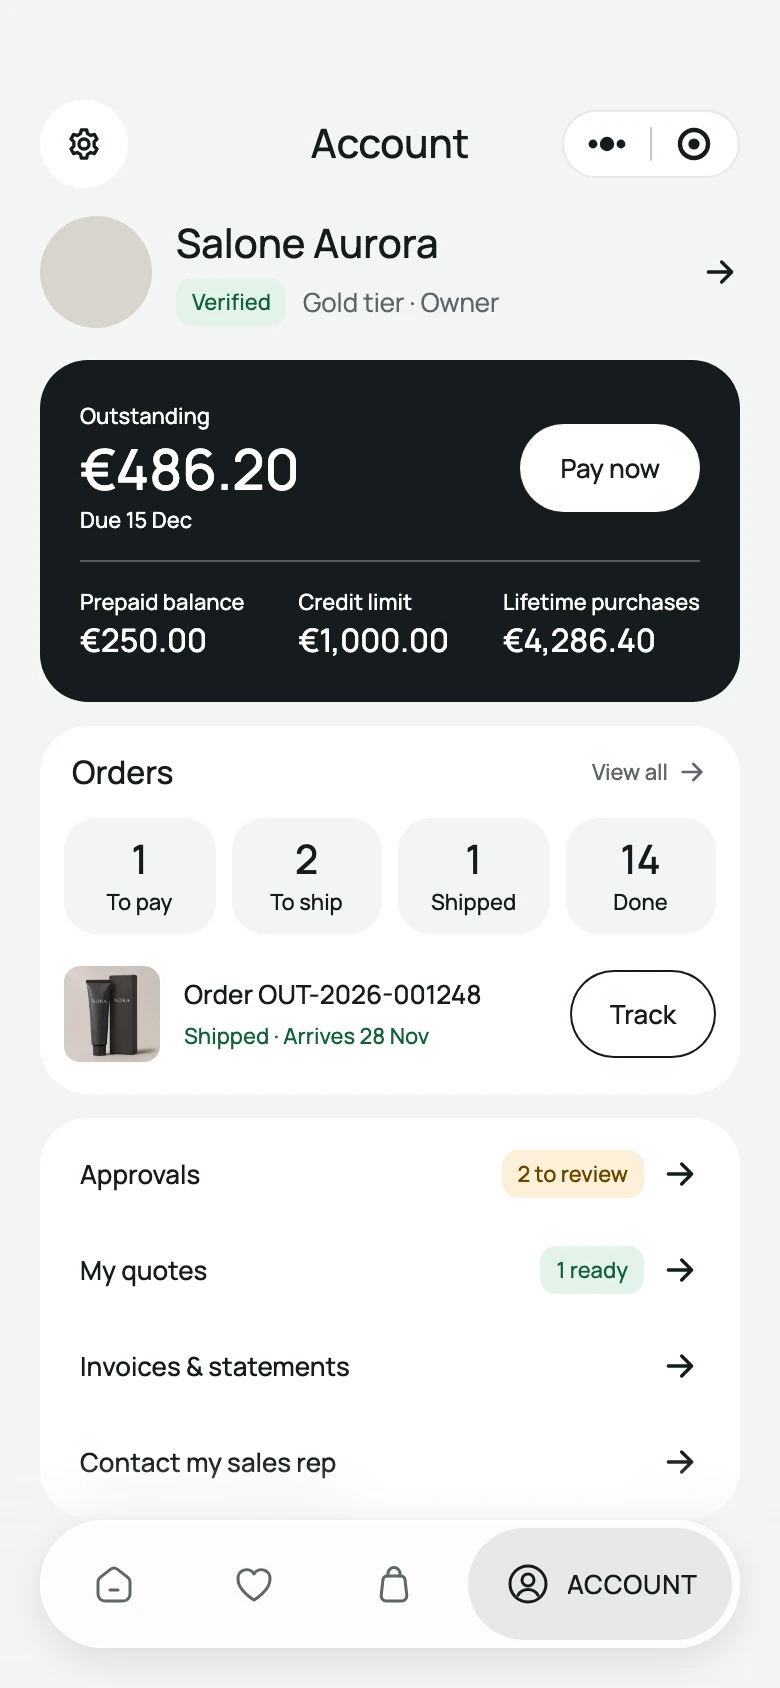 Account
Salone Aurora
Verified
Gold tier · Owner
Outstanding
€486.20
Due 15 Dec
Pay now
Prepaid balance
€250.00
Credit limit
€1,000.00
Lifetime purchases
€4,286.40
Orders
View all
1
To pay
2
To ship
1
Shipped
14
Done
Order OUT-2026-001248
Shipped · Arrives 28 Nov
Track
Approvals
2 to review
My quotes
1 ready
Invoices & statements
Contact my sales rep
ACCOUNT